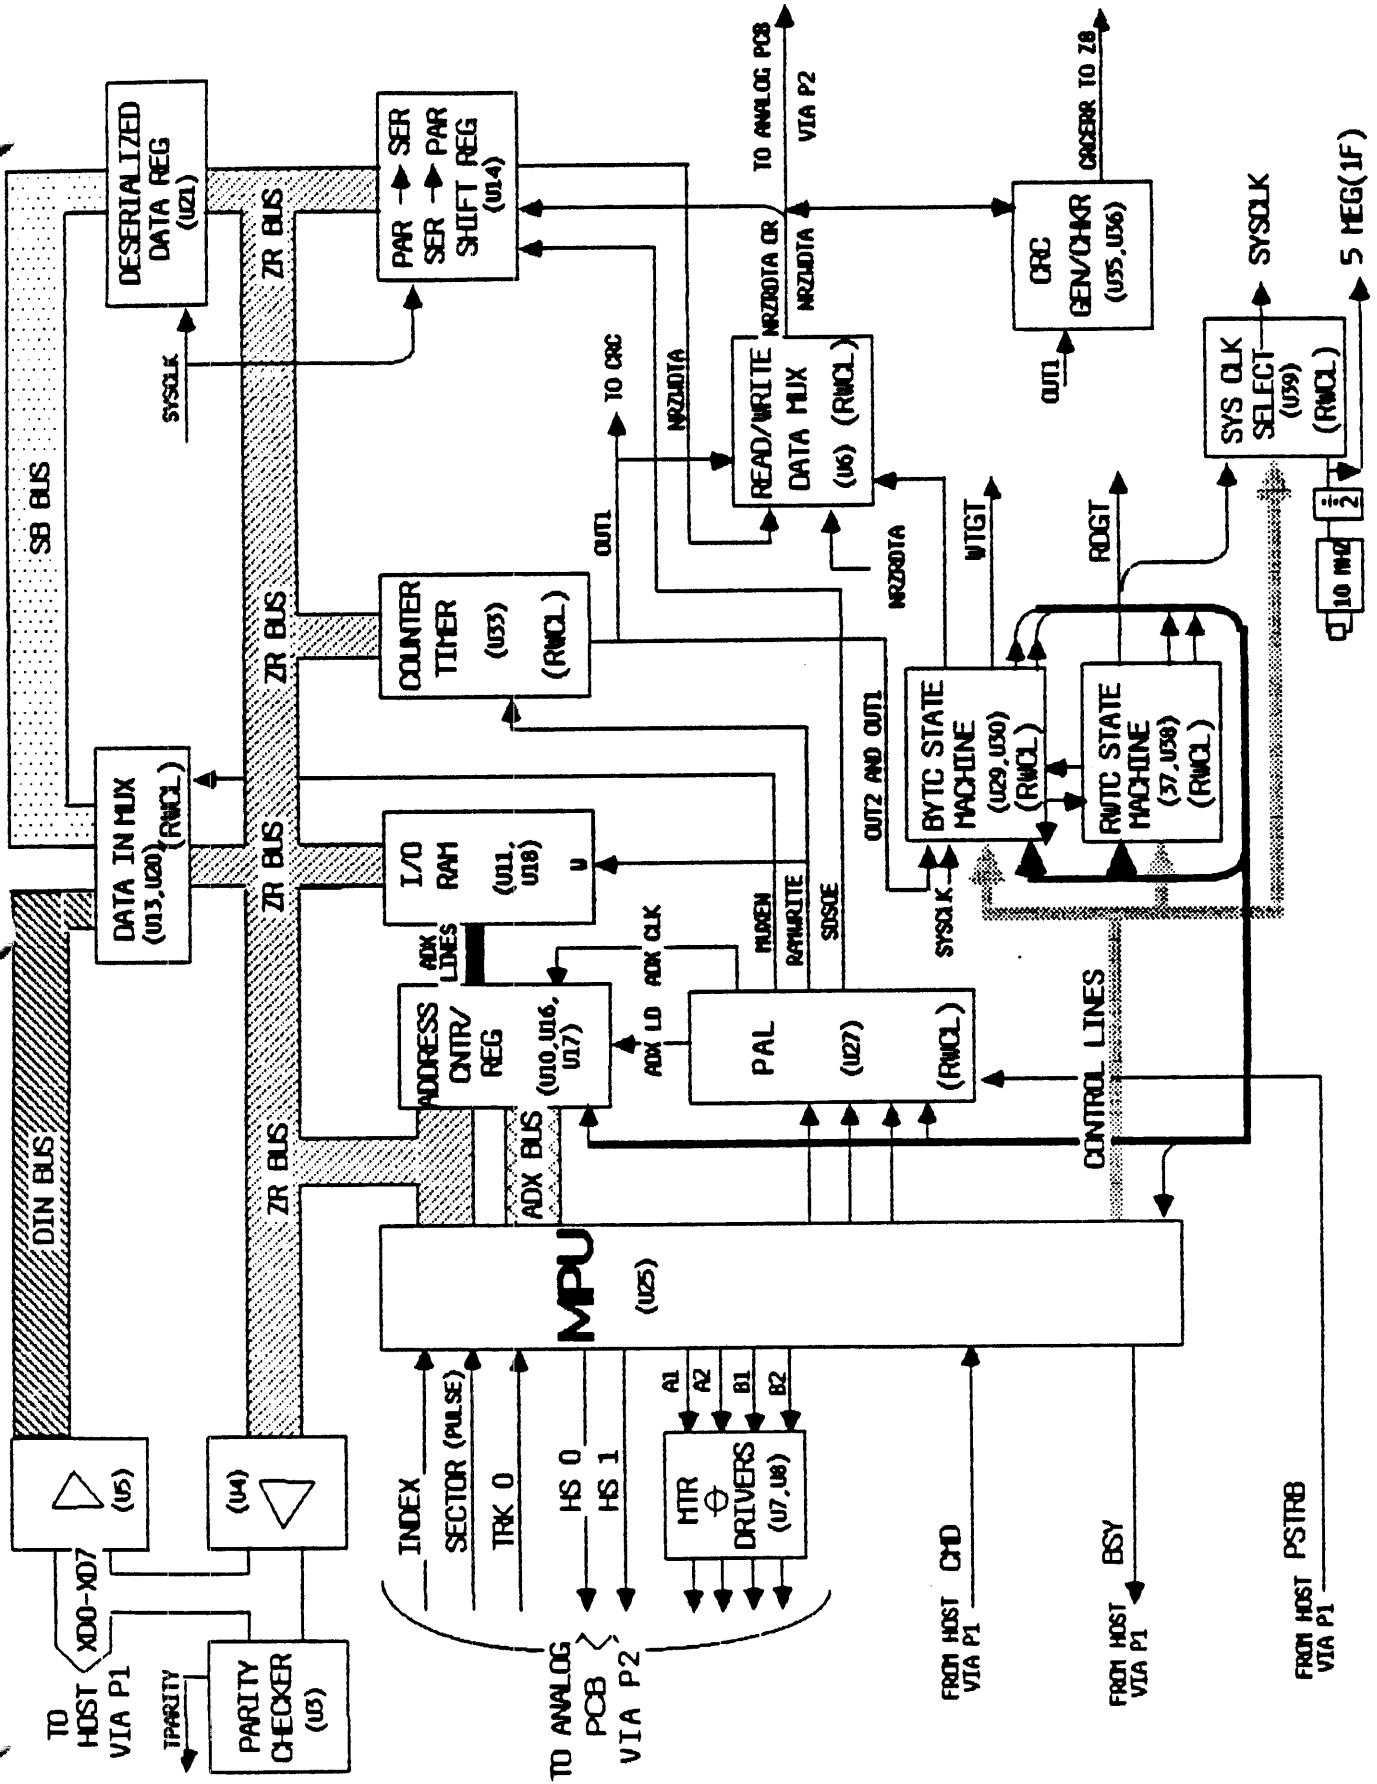 TO
HOST XD0-XD7
VIA P1
TPARITY
PARITY
CHECKER
(U3)
(U5)
(U4)
DIN BUS
SB BUS
DATA IN MUX
(U13,U20)
(RWCL)
DESERIALIZED
DATA REG
(U21)
SYSCLK
ZR BUS
ZR BUS
ZR BUS
ZR BUS
PAR → SER
SER → PAR
SHIFT REG
(U14)
COUNTER
TIMER
(U33)
(RWCL)
I/O
RAM
(U11,
U18)
W
ADX
LINES
ADDRESS
CNTR/
REG
(U10,U16,
U17)
ADX BUS
ADX LD
ADX CLK
MPU
(U25)
INDEX
SECTOR (PULSE)
TRK 0
HS 0
HS 1
TO ANALOG
PCB
VIA P2
A1
A2
B1
B2
MTR
Φ
DRIVERS
(U7,U8)
FROM HOST CMD
VIA P1
BSY
FROM HOST
VIA P1
FROM HOST PSTRB
VIA P1
PAL
(U27)
(RWCL)
MUXEN
RAMWRITE
SDSOE
CONTROL LINES
OUT1
TO CRC
NRZWDTA
READ/WRITE
DATA MUX
(U6) (RWCL)
NRZRDTA
NRZRDTA OR
NRZWDTA
TO ANALOG PCB
VIA P2
OUT2 AND OUT1
SYSCLK
BYTC STATE
MACHINE
(U29,U30)
(RWCL)
WTGT
RWTC STATE
MACHINE
(37,U38)
(RWCL)
RDGT
OUT1
CRC
GEN/CHKR
(U35,U36)
CRCERR TO Z8
SYS CLK
SELECT
(U39)
(RWCL)
SYSCLK
10 MHZ
÷
2
5 MEG(1F)